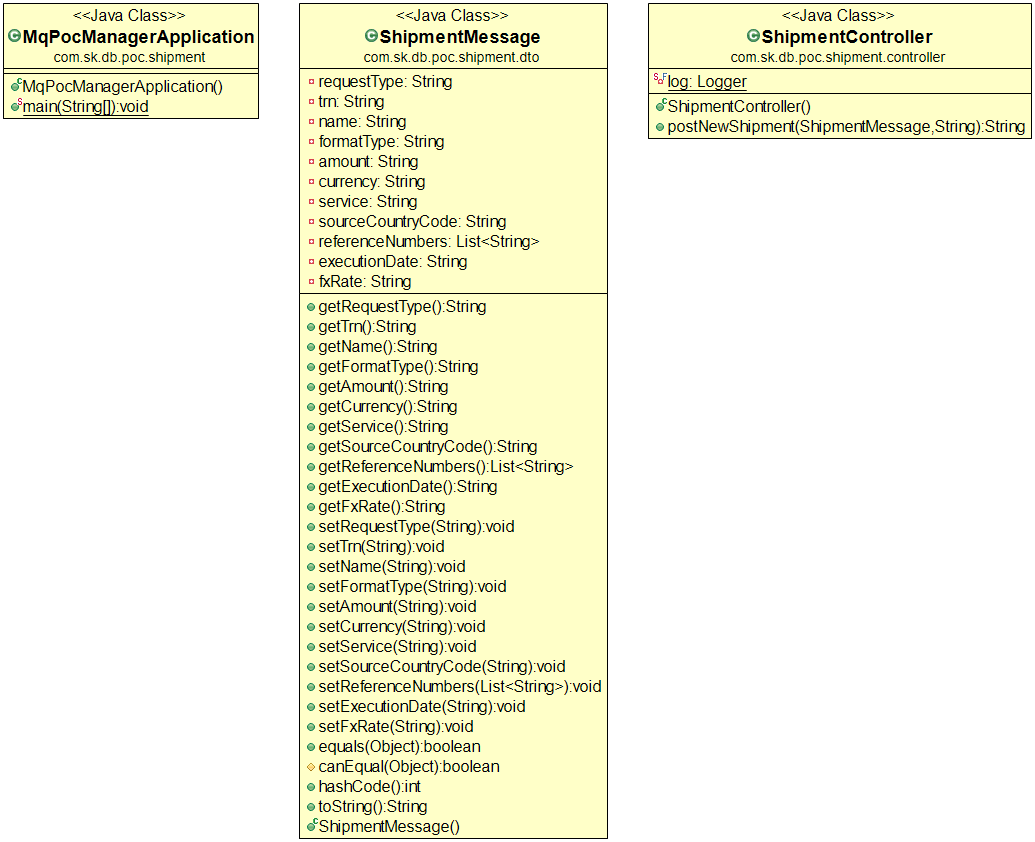 <<Java Class>>
MqPocManagerApplication
com.sk.db.poc.shipment
MqPocManagerApplication()
main(String[]):void
<<Java Class>>
ShipmentMessage
com.sk.db.poc.shipment.dto
requestType: String
trn: String
name: String
formatType: String
amount: String
currency: String
service: String
sourceCountryCode: String
referenceNumbers: List<String>
executionDate: String
fxRate: String
getRequestType():String
getTrn():String
getName():String
getFormatType():String
getAmount():String
getCurrency():String
getService():String
getSourceCountryCode():String
getReferenceNumbers():List<String>
getExecutionDate():String
getFxRate():String
setRequestType(String):void
setTrn(String):void
setName(String):void
setFormatType(String):void
setAmount(String):void
setCurrency(String):void
setService(String):void
setSourceCountryCode(String):void
setReferenceNumbers(List<String>):void
setExecutionDate(String):void
setFxRate(String):void
equals(Object):boolean
canEqual(Object):boolean
hashCode():int
toString():String
ShipmentMessage()
<<Java Class>>
ShipmentController
com.sk.db.poc.shipment.controller
log: Logger
ShipmentController()
postNewShipment(ShipmentMessage,String):String